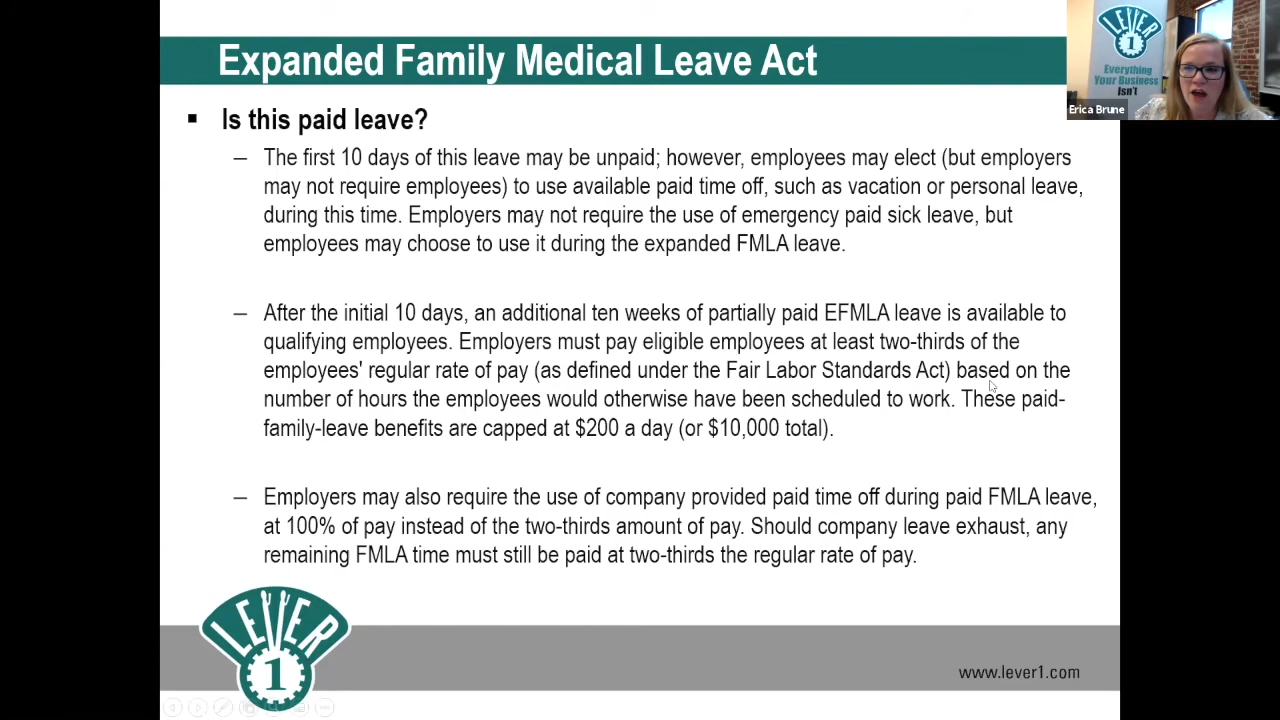 Expanded Family Medical Leave Act
LEVER
1
Everything
Your Business
Isn't
Erica Brune
▪ Is this paid leave?
– The first 10 days of this leave may be unpaid; however, employees may elect (but employers
may not require employees) to use available paid time off, such as vacation or personal leave,
during this time. Employers may not require the use of emergency paid sick leave, but
employees may choose to use it during the expanded FMLA leave.
– After the initial 10 days, an additional ten weeks of partially paid EFMLA leave is available to
qualifying employees. Employers must pay eligible employees at least two-thirds of the
employees' regular rate of pay (as defined under the Fair Labor Standards Act) based on the
number of hours the employees would otherwise have been scheduled to work. These paid-
family-leave benefits are capped at $200 a day (or $10,000 total).
– Employers may also require the use of company provided paid time off during paid FMLA leave,
at 100% of pay instead of the two-thirds amount of pay. Should company leave exhaust, any
remaining FMLA time must still be paid at two-thirds the regular rate of pay.
LEVER
1
www.lever1.com